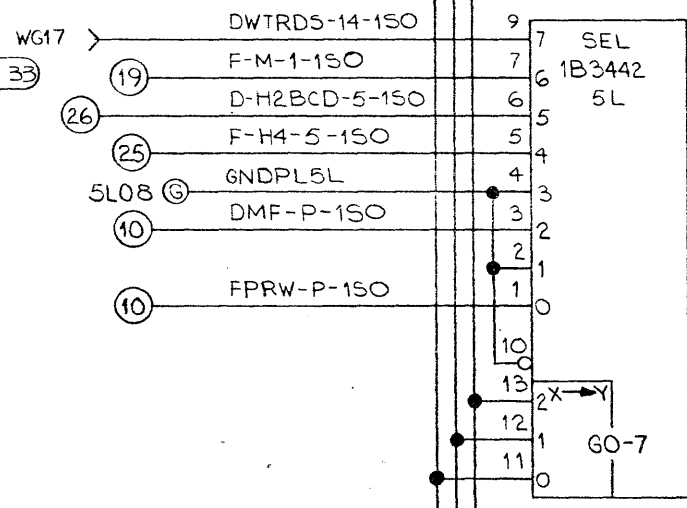 DWTRDS-14-1SO 9
WG17 7 SEL
33 F-M-1-1SO 7 1B3442
19 6 5L
D-H2BCD-5-1SO 6
26 5
F-H4-5-1SO 5
25 4
GNDPL5L 4
5L08 G 3
DMF-P-1SO 3
10 2
2
1
FPRW-P-1SO 1
10 0
10
13
2 X Y
12
1 G0-7
11
0